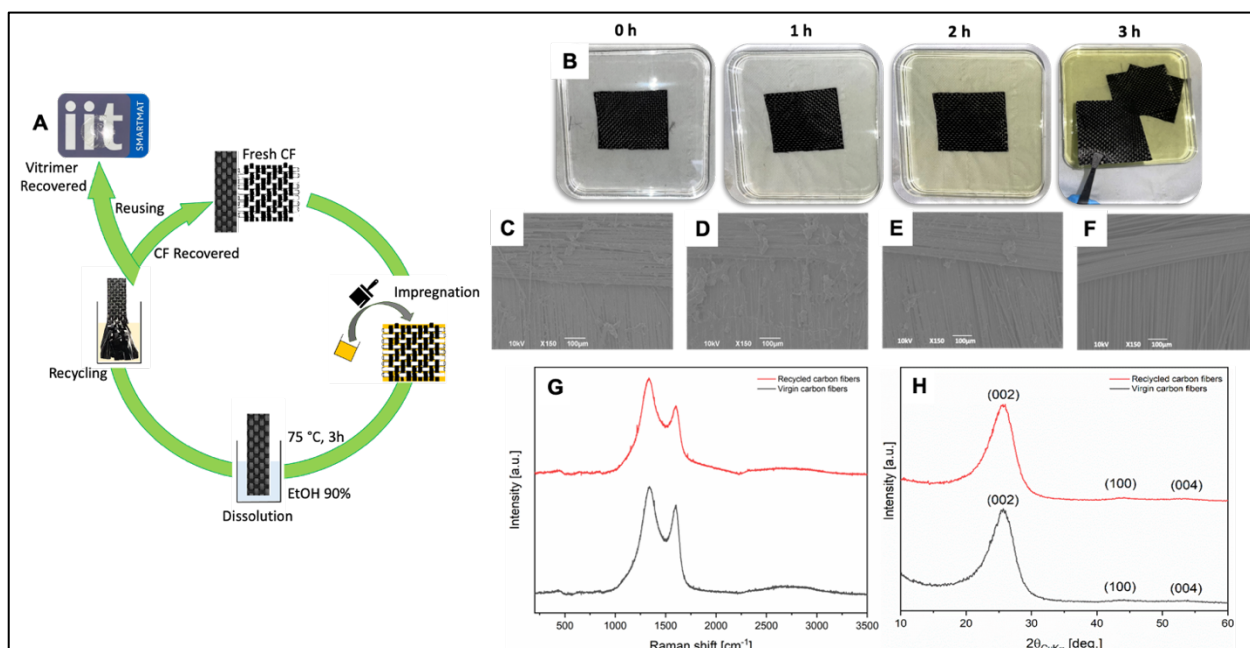 A
iit
SMARTMAT
Vitrimer
Recovered
Reusing
CF Recovered
Fresh CF
Impregnation
Recycling
75 °C, 3h
EtOH 90%
Dissolution
0 h
1 h
2 h
3 h
B
C
10kV X150 100µm
D
10kV X150 100µm
E
10kV X150 100µm
F
10kV X150 100µm
G
Recycled carbon fibers
Virgin carbon fibers
Intensity [a.u.]
500 1000 1500 2000 2500 3000 3500
Raman shift [cm-1]
H
Recycled carbon fibers
Virgin carbon fibers
(002)
(100) (004)
(002)
(100) (004)
Intensity [a.u.]
10 20 30 40 50 60
2θCuKα [deg.]